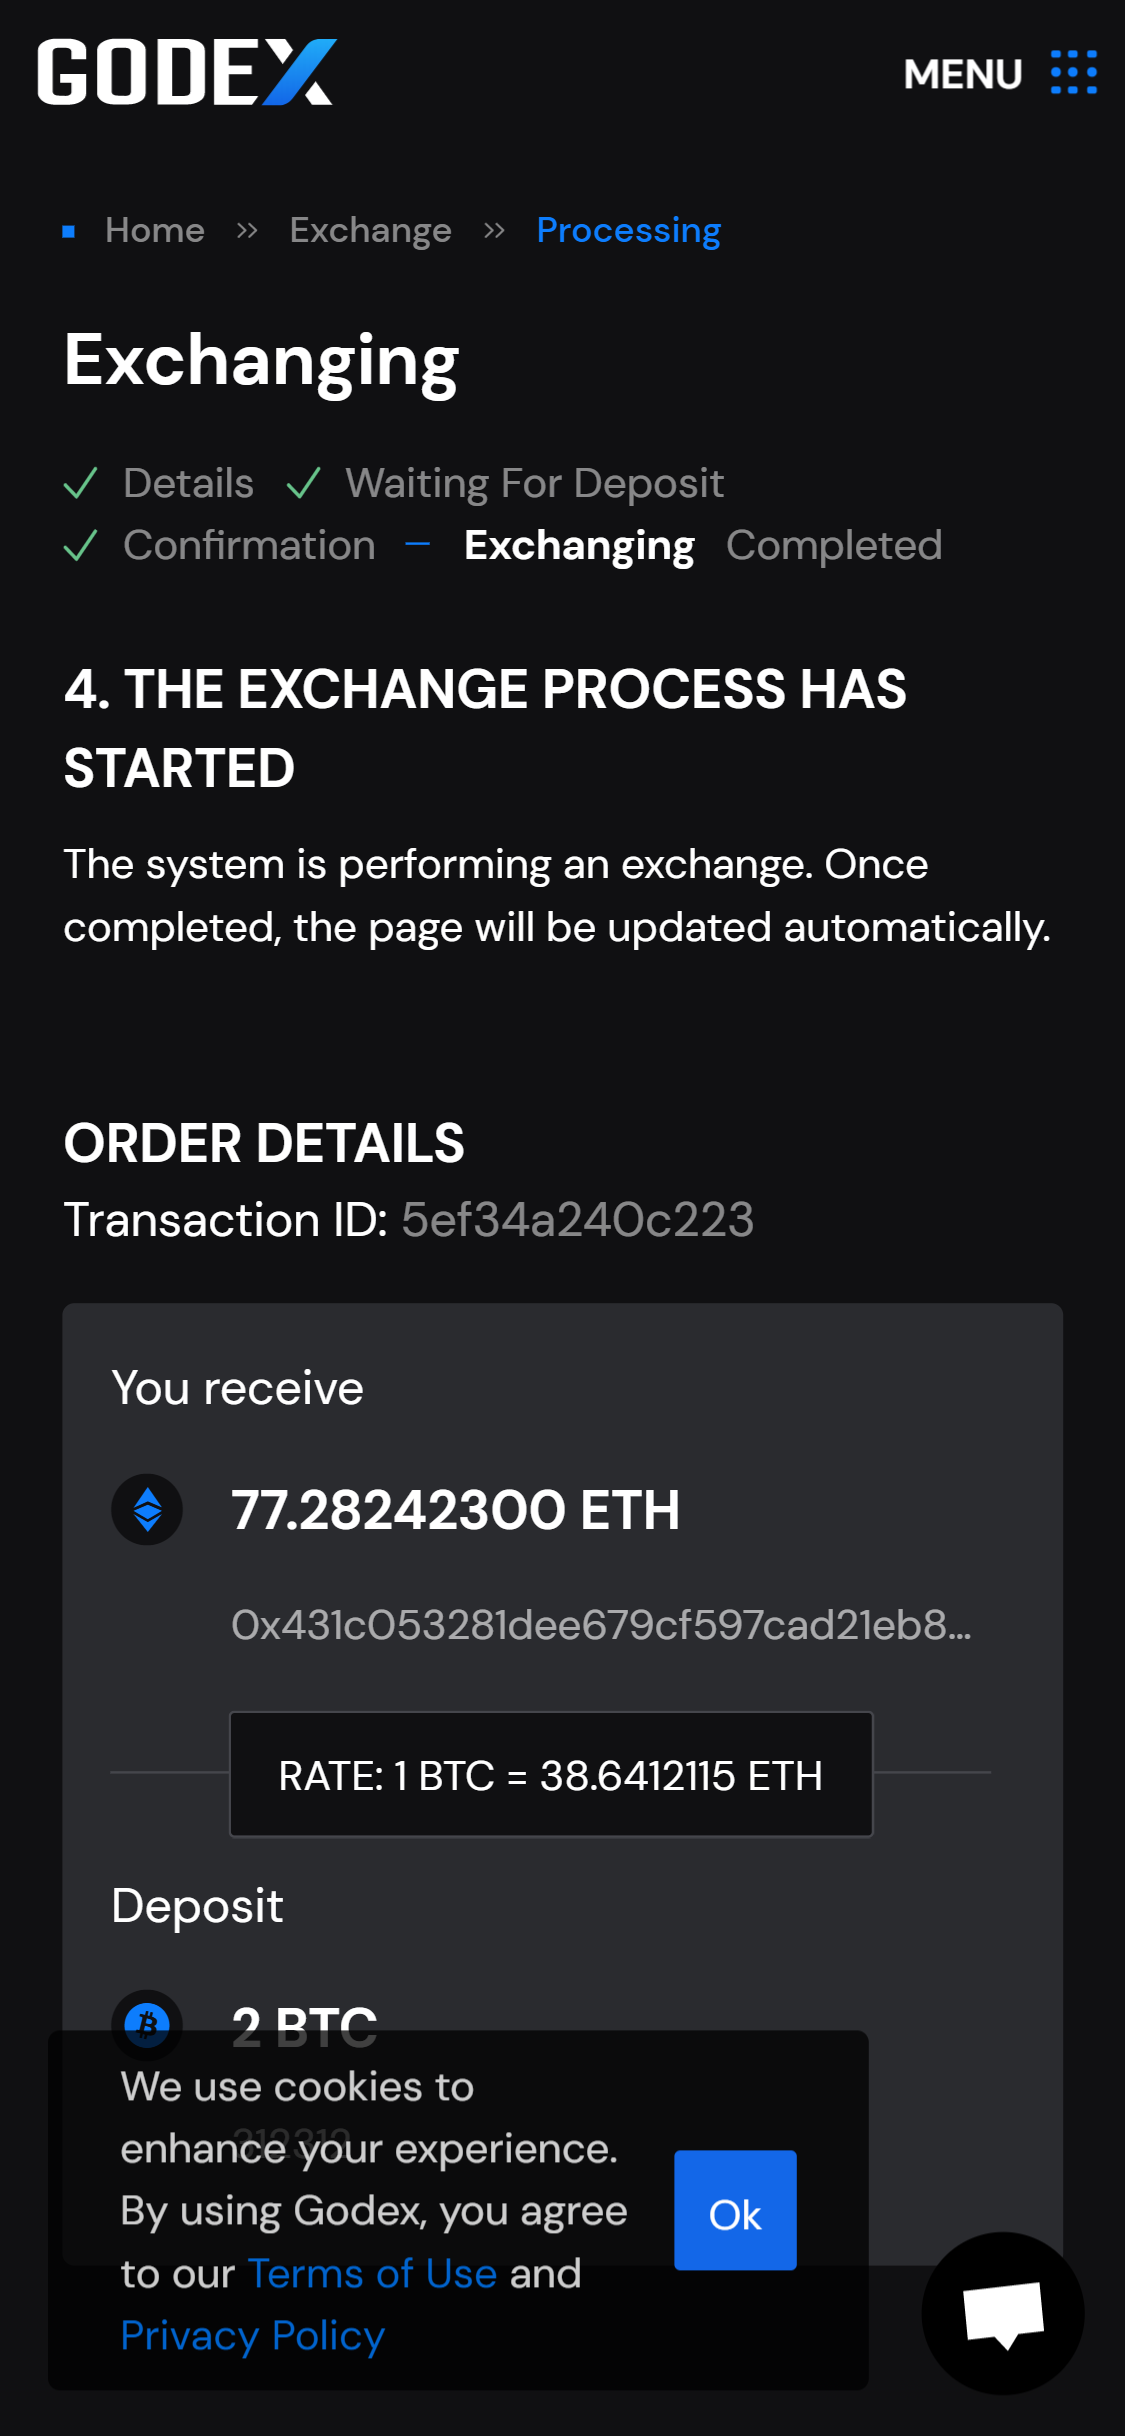 GODEX
MENU
Home » Exchange » Processing
Exchanging
✓ Details ✓ Waiting For Deposit
✓ Confirmation – Exchanging Completed
4. THE EXCHANGE PROCESS HAS
STARTED
The system is performing an exchange. Once
completed, the page will be updated automatically.
ORDER DETAILS
Transaction ID: 5ef34a240c223
You receive
77.28242300 ETH
0x431c053281dee679cf597cad21eb8...
RATE: 1 BTC = 38.6412115 ETH
Deposit
2 BTC
312312
We use cookies to
enhance your experience.
By using Godex, you agree
to our Terms of Use and
Privacy Policy
Ok